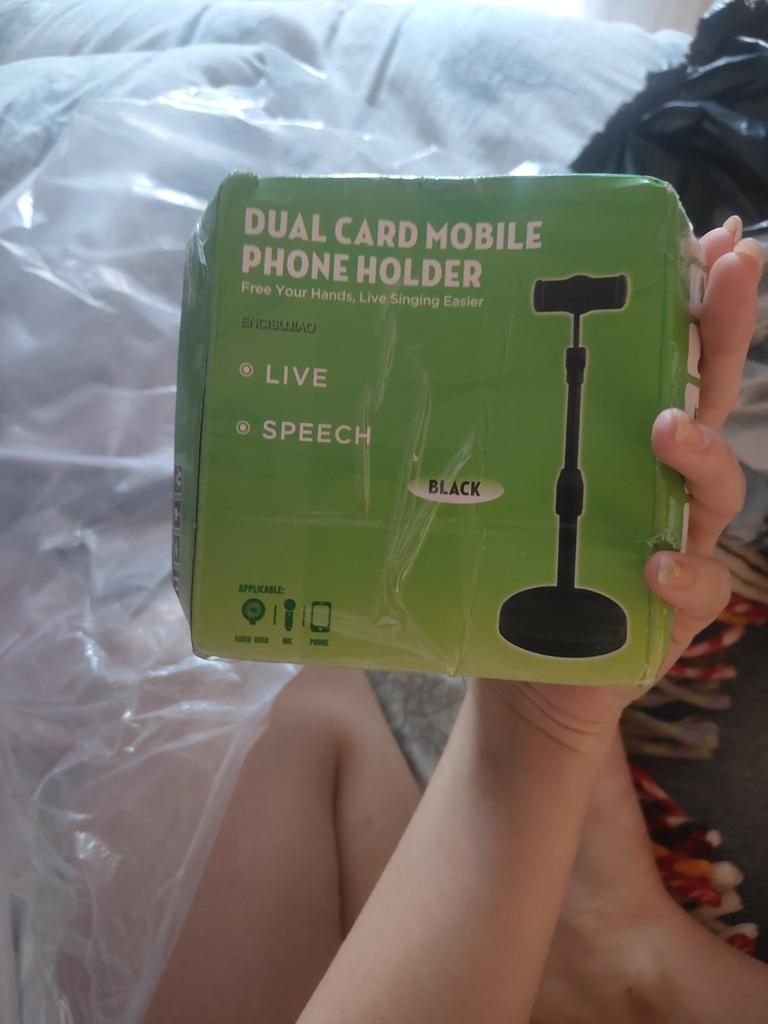 DUAL CARD MOBILE
PHONE HOLDER
Free Your Hands, Live Singing Easier
ENCISUJIAO
LIVE
SPEECH
BLACK
APPLICABLE:
VIDEO HEAD MIC PHONE